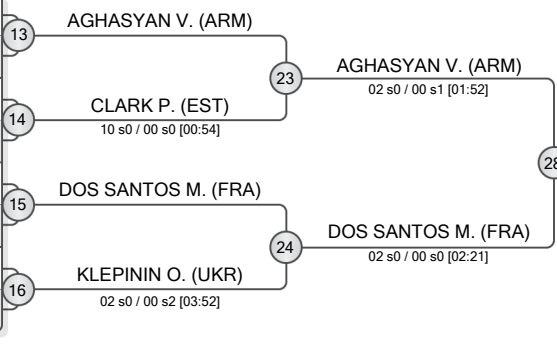 13
AGHASYAN V. (ARM)
23
AGHASYAN V. (ARM)
02 s0 / 00 s1 [01:52]
14
CLARK P. (EST)
10 s0 / 00 s0 [00:54]
28
15
DOS SANTOS M. (FRA)
24
DOS SANTOS M. (FRA)
02 s0 / 00 s0 [02:21]
16
KLEPININ O. (UKR)
02 s0 / 00 s2 [03:52]